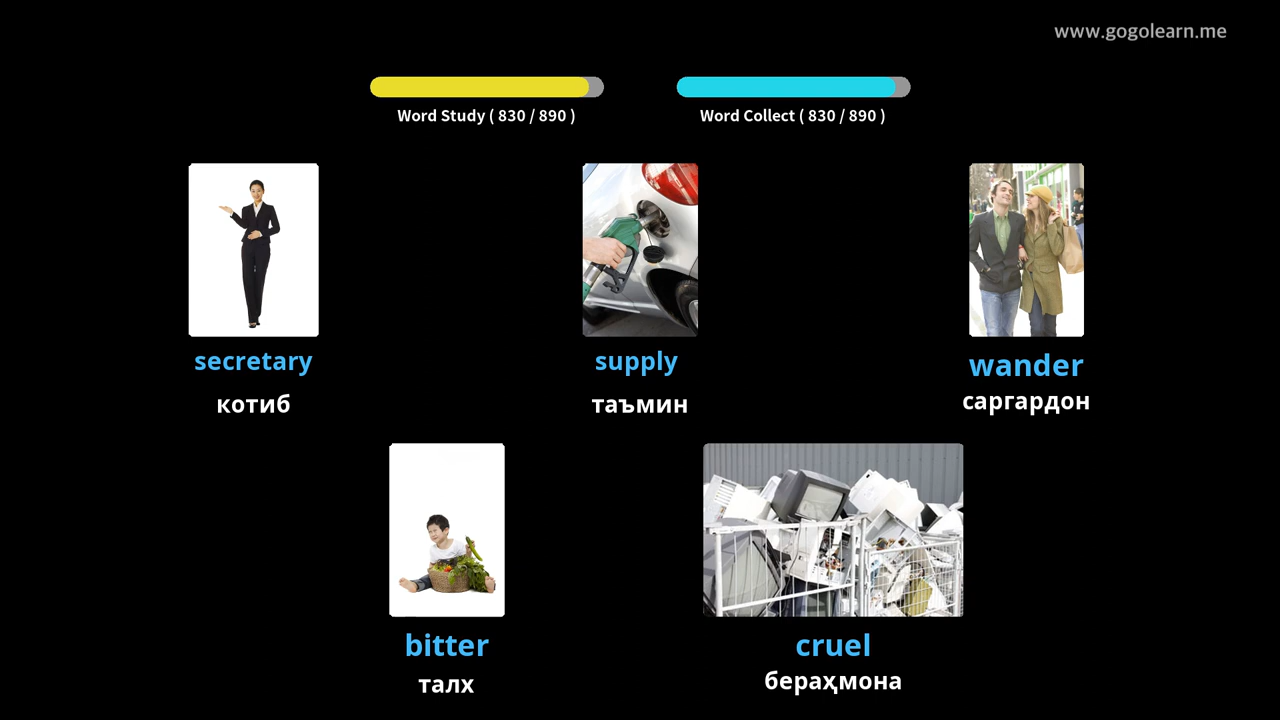 www.gogolearn.me
Word Study ( 830 / 890 )
Word Collect ( 830 / 890 )
secretary
котиб
supply
таъмин
wander
саргардон
bitter
талх
cruel
бераҳмона